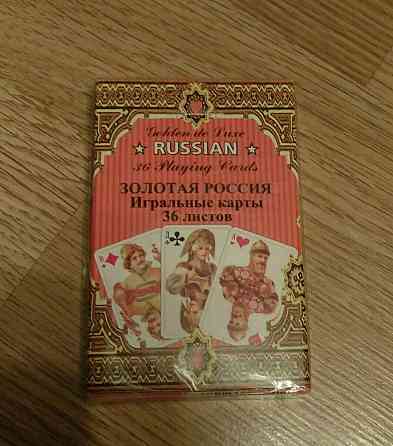 Golden de Luxe
RUSSIAN
36 Playing Cards
ЗОЛОТАЯ РОССИЯ
Игральные карты
36 листов